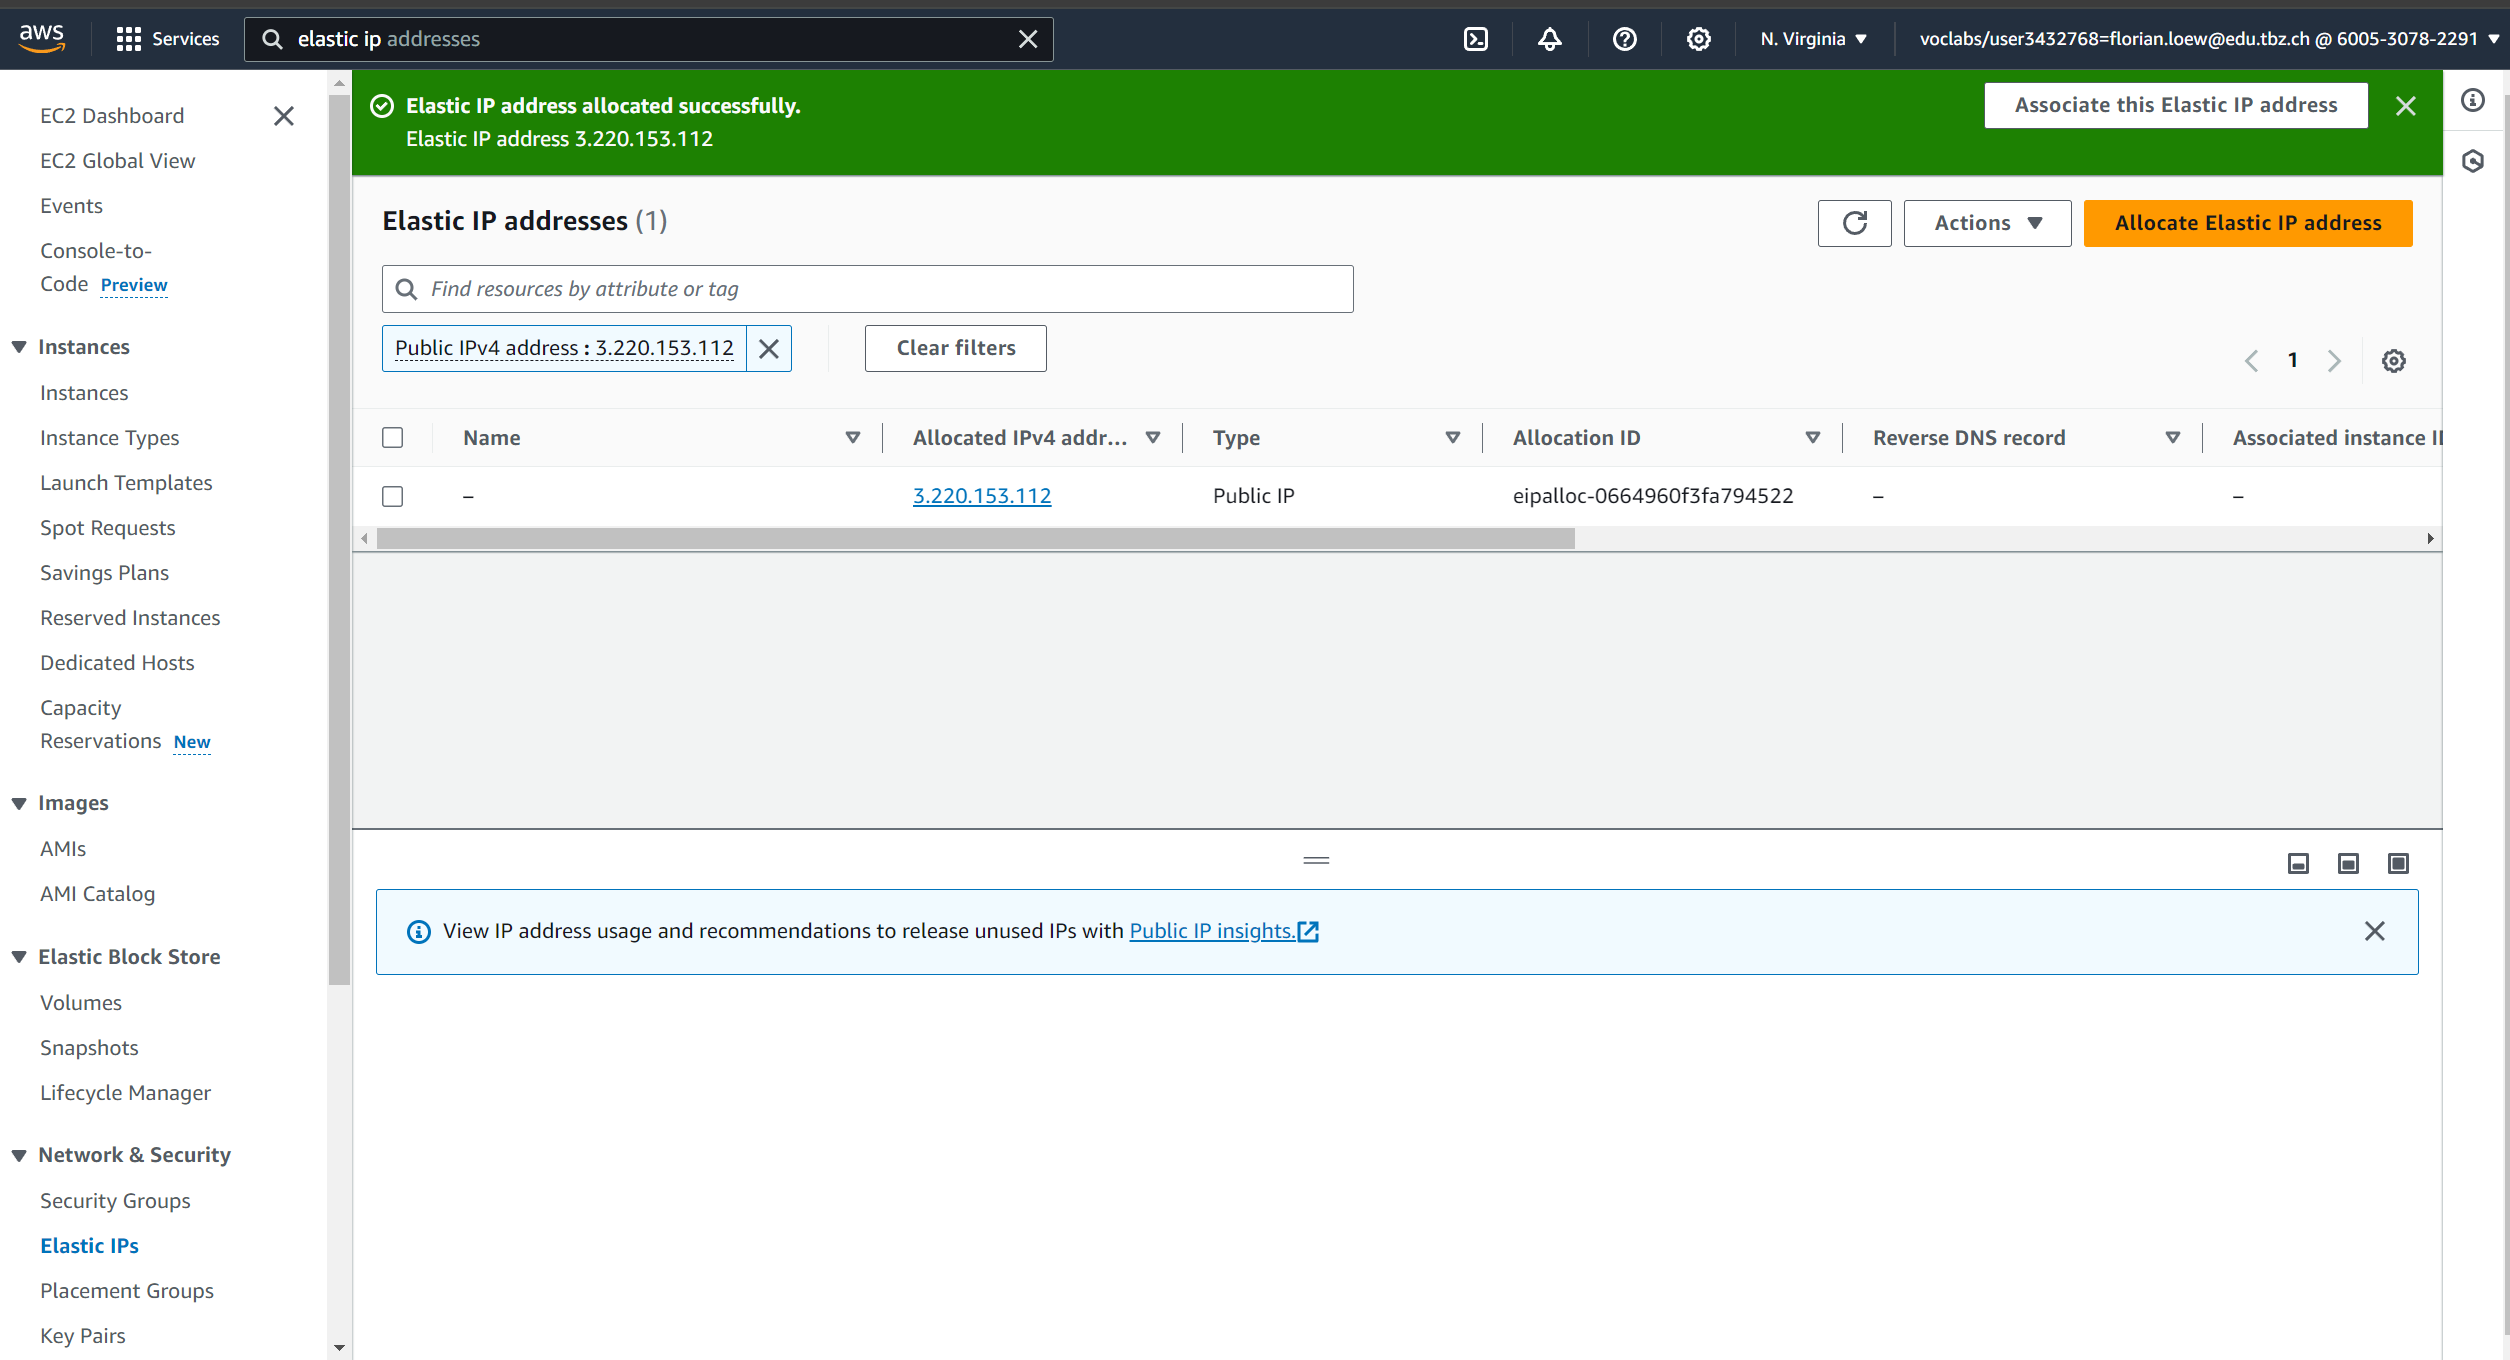 aws
Services
elastic ip addresses
N. Virginia
voclabs/user3432768=florian.loew@edu.tbz.ch @ 6005-3078-2291
EC2 Dashboard
EC2 Global View
Events
Console-to-
Code Preview
Instances
Instances
Instance Types
Launch Templates
Spot Requests
Savings Plans
Reserved Instances
Dedicated Hosts
Capacity
Reservations New
Images
AMIs
AMI Catalog
Elastic Block Store
Volumes
Snapshots
Lifecycle Manager
Network & Security
Security Groups
Elastic IPs
Placement Groups
Key Pairs
Elastic IP address allocated successfully.
Elastic IP address 3.220.153.112
Associate this Elastic IP address
Elastic IP addresses (1)
Actions
Allocate Elastic IP address
Find resources by attribute or tag
Public IPv4 address : 3.220.153.112
Clear filters
1
Name Allocated IPv4 addr... Type Allocation ID Reverse DNS record Associated instance I
– 3.220.153.112 Public IP eipalloc-0664960f3fa794522 – –
View IP address usage and recommendations to release unused IPs with Public IP insights.